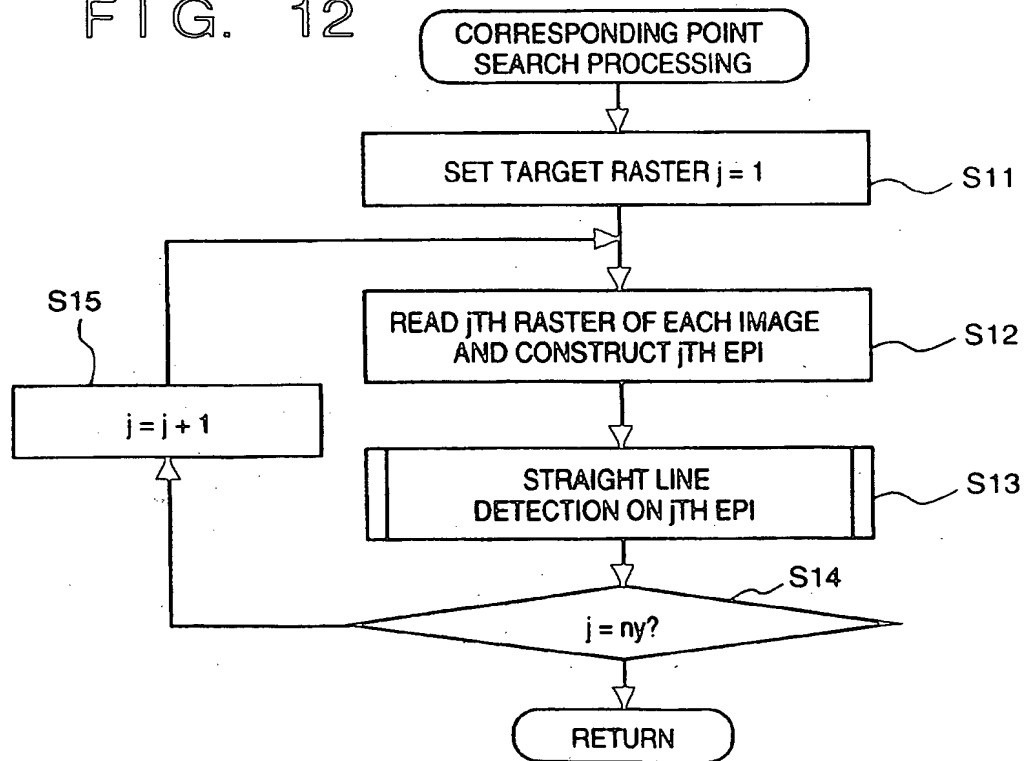 FIG. 12
CORRESPONDING POINT
SEARCH PROCESSING
SET TARGET RASTER j = 1
S11
READ jTH RASTER OF EACH IMAGE
AND CONSTRUCT jTH EPI
S12
S15
j = j + 1
STRAIGHT LINE
DETECTION ON jTH EPI
S13
S14
j = ny?
RETURN